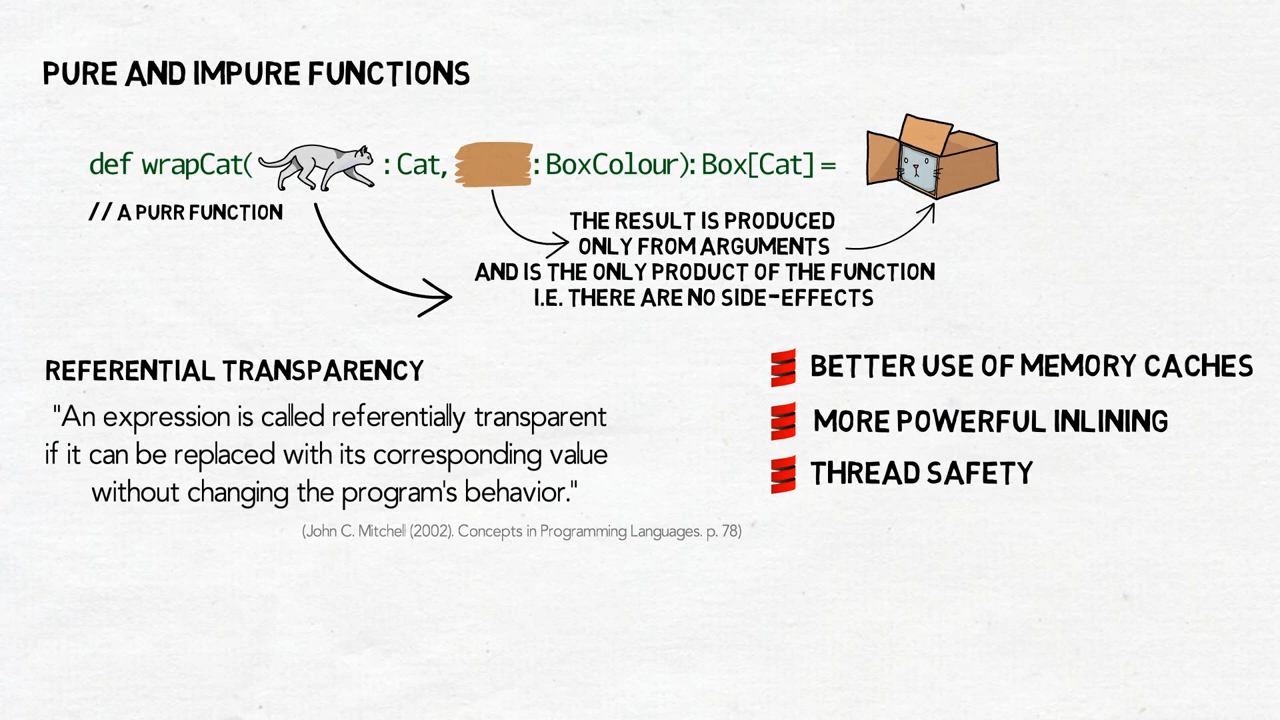 PURE AND IMPURE FUNCTIONS
def wrapCat( : Cat, : BoxColour): Box[Cat] =
// A PURR FUNCTION
THE RESULT IS PRODUCED
ONLY FROM ARGUMENTS
AND IS THE ONLY PRODUCT OF THE FUNCTION
I.E. THERE ARE NO SIDE-EFFECTS
REFERENTIAL TRANSPARENCY
"An expression is called referentially transparent
if it can be replaced with its corresponding value
without changing the program's behavior."
(John C. Mitchell (2002). Concepts in Programming Languages. p. 78)
BETTER USE OF MEMORY CACHES
MORE POWERFUL INLINING
THREAD SAFETY